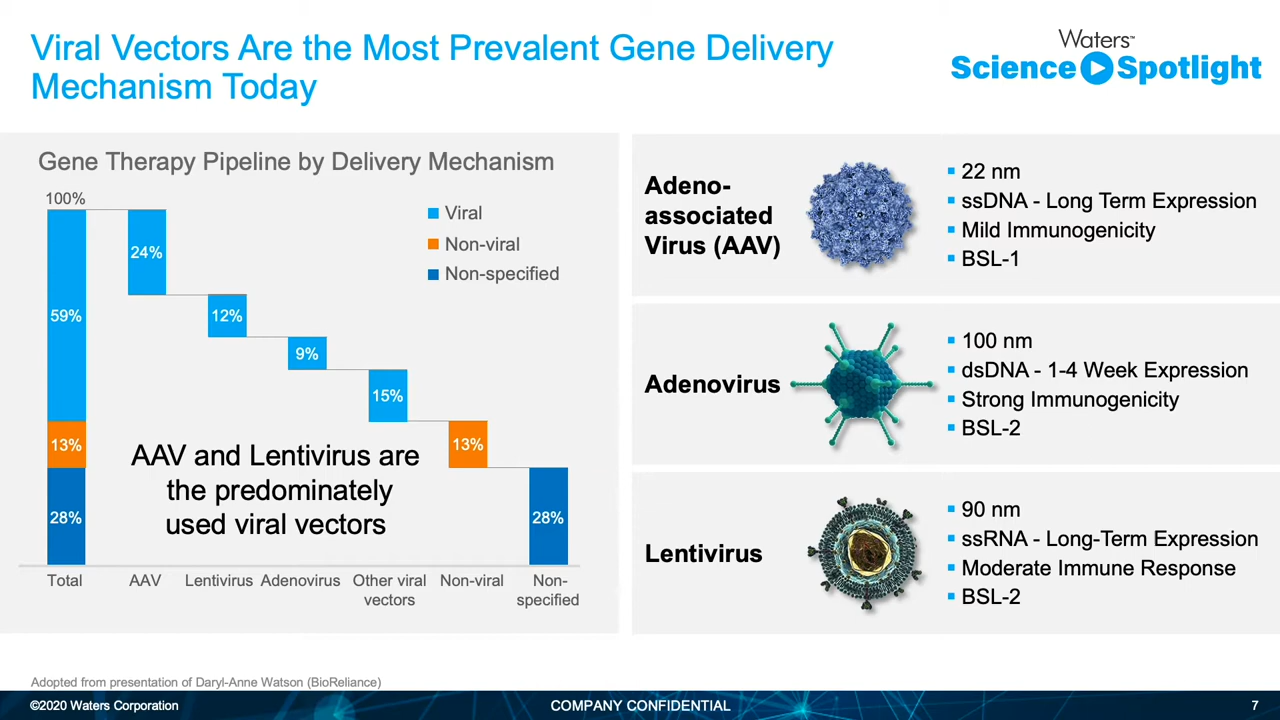 Viral Vectors Are the Most Prevalent Gene Delivery
Mechanism Today
Waters™
Science Spotlight
Gene Therapy Pipeline by Delivery Mechanism
100%
59%
13%
28%
24%
12%
9%
15%
13%
28%
Viral
Non-viral
Non-specified
AAV and Lentivirus are
the predominately
used viral vectors
Total
AAV
Lentivirus
Adenovirus
Other viral
vectors
Non-viral
Non-
specified
Adeno-
associated
Virus (AAV)
22 nm
ssDNA - Long Term Expression
Mild Immunogenicity
BSL-1
Adenovirus
100 nm
dsDNA - 1-4 Week Expression
Strong Immunogenicity
BSL-2
Lentivirus
90 nm
ssRNA - Long-Term Expression
Moderate Immune Response
BSL-2
Adopted from presentation of Daryl-Anne Watson (BioReliance)
©2020 Waters Corporation
COMPANY CONFIDENTIAL
7